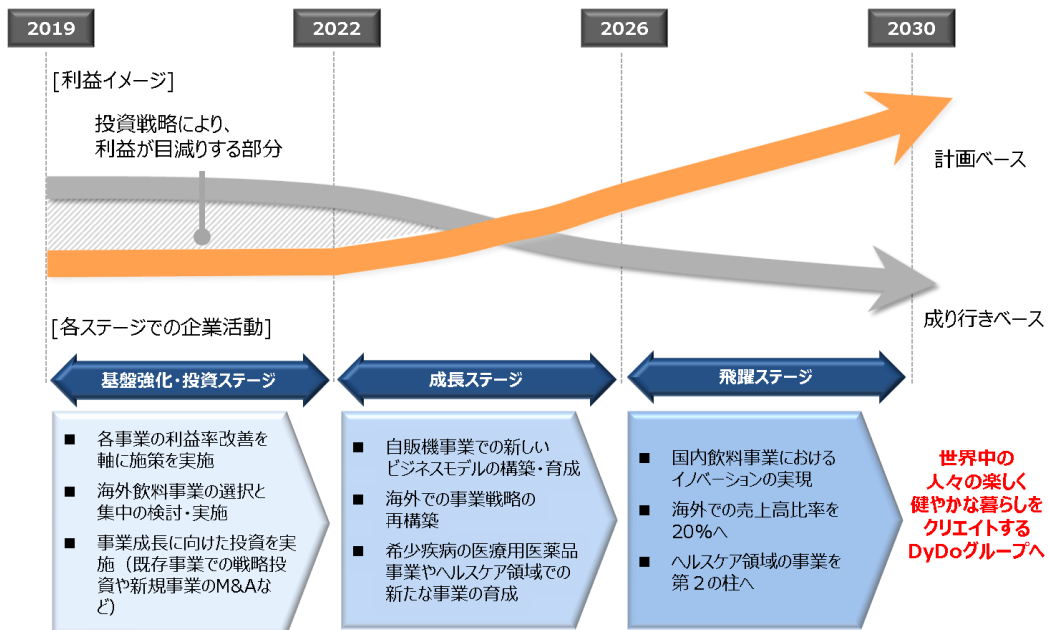 2019
2022
2026
2030
[利益イメージ]
投資戦略により、
利益が目減りする部分
計画ベース
成り行きベース
[各ステージでの企業活動]
基盤強化・投資ステージ
成長ステージ
飛躍ステージ
■ 各事業の利益率改善を
軸に施策を実施
■ 海外飲料事業の選択と
集中の検討・実施
■ 事業成長に向けた投資を実
施（既存事業での戦略投
資や新規事業のM&Aな
ど）
■ 自販機事業での新しい
ビジネスモデルの構築・育成
■ 海外での事業戦略の
再構築
■ 希少疾病の医療用医薬品
事業やヘルスケア領域での
新たな事業の育成
■ 国内飲料事業における
イノベーションの実現
■ 海外での売上高比率を
20%へ
■ ヘルスケア領域の事業を
第２の柱へ
世界中の
人々の楽しく
健やかな暮らしを
クリエイトする
DyDoグループへ